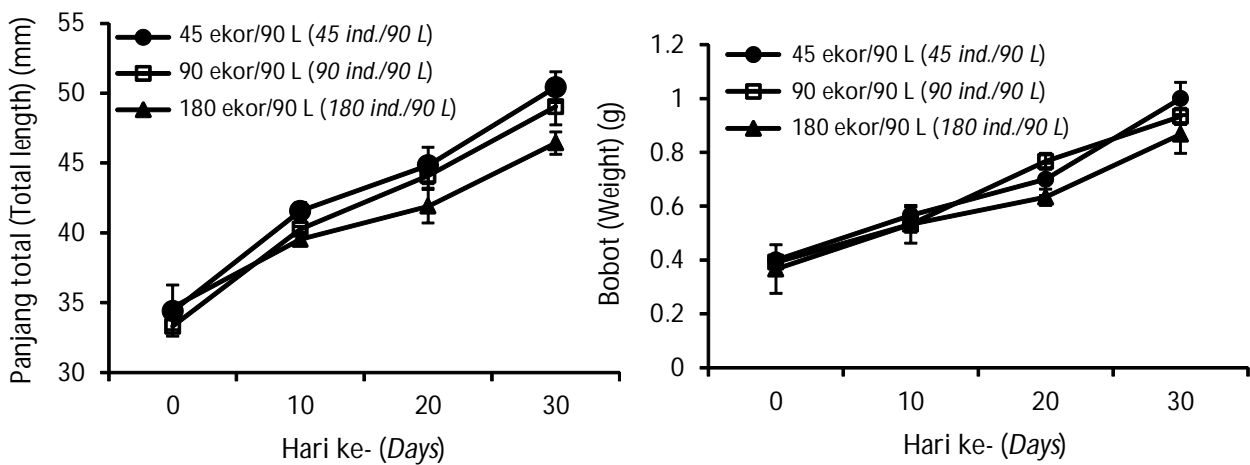 Panjang total (Total length) (mm)
55
50
45
40
35
30
45 ekor/90 L (45 ind./90 L)
90 ekor/90 L (90 ind./90 L)
180 ekor/90 L (180 ind./90 L)
0 10 20 30
Hari ke- (Days)
Bobot (Weight) (g)
1.2
1
0.8
0.6
0.4
0.2
0
45 ekor/90 L (45 ind./90 L)
90 ekor/90 L (90 ind./90 L)
180 ekor/90 L (180 ind./90 L)
0 10 20 30
Hari ke- (Days)